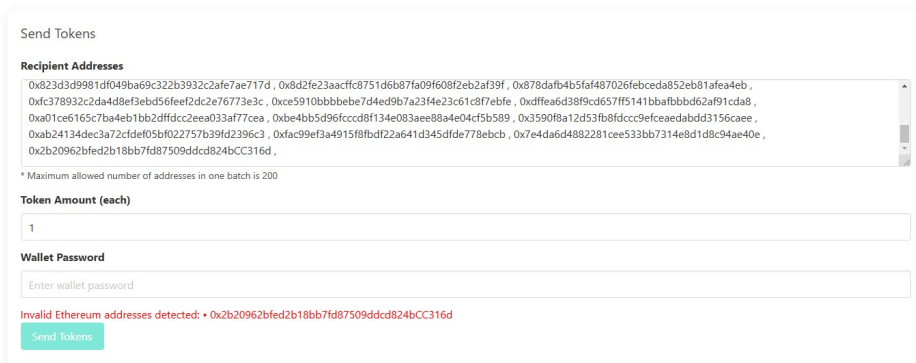 Send Tokens
Recipient Addresses
0x823d3d9981df049ba69c322b3932c2afe7ae717d , 0x8d2fe23aacffc8751d6b87fa09f608f2eb2af39f , 0x878dafb4b5faf487026febceda852eb81afea4eb ,
0xfc378932c2da4d8ef3ebd56feef2dc2e76773e3c , 0xce5910bbbbebe7d4ed9b7a23f4e23c61c8f7ebfe , 0xdffea6d38f9cd657ff5141bbafbbbd62af91cda8 ,
0xa01ce6165c7ba4eb1bb2dffdcc2eea033af77cea , 0xbe4bb5d96fcccd8f134e083aee88a4e04cf5b589 , 0x3590f8a12d53fb8fdccc9efceaedabdd3156caee ,
0xab24134dec3a72cfdef05bf022757b39fd2396c3 , 0xfac99ef3a4915f8fbdf22a641d345dfde778ebcb , 0x7e4da6d4882281cee533bb7314e8d1d8c94ae40e ,
0x2b20962bfed2b18bb7fd87509ddcd824bCC316d ,
* Maximum allowed number of addresses in one batch is 200
Token Amount (each)
1
Wallet Password
Enter wallet password
Invalid Ethereum addresses detected: • 0x2b20962bfed2b18bb7fd87509ddcd824bCC316d
Send Tokens